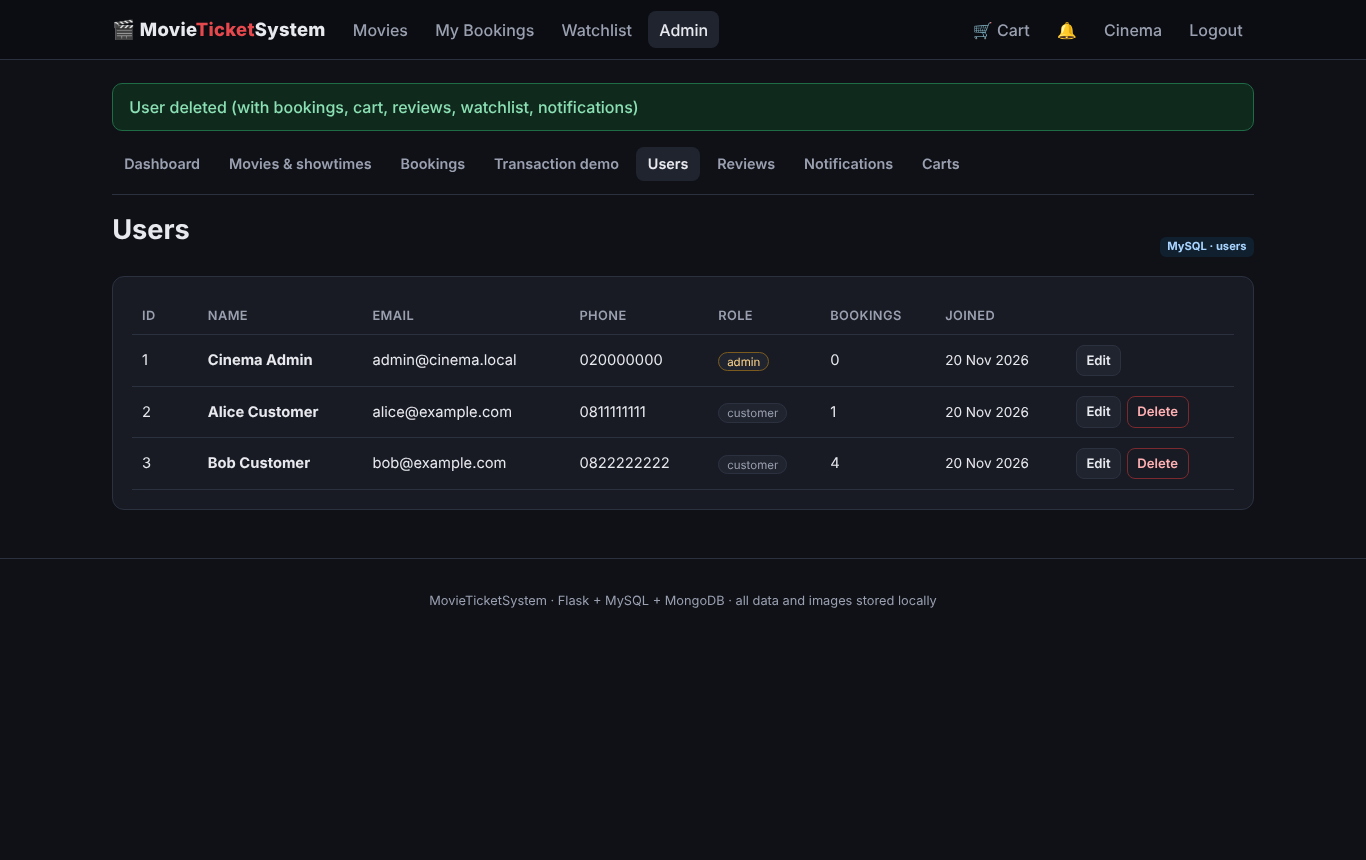 🎬 MovieTicketSystem Movies My Bookings Watchlist Admin 🛒 Cart 🔔 Cinema Logout
User deleted (with bookings, cart, reviews, watchlist, notifications)
Dashboard Movies & showtimes Bookings Transaction demo Users Reviews Notifications Carts
Users
MySQL · users
ID NAME EMAIL PHONE ROLE BOOKINGS JOINED
1 Cinema Admin admin@cinema.local 020000000 admin 0 20 Nov 2026 Edit
2 Alice Customer alice@example.com 0811111111 customer 1 20 Nov 2026 Edit Delete
3 Bob Customer bob@example.com 0822222222 customer 4 20 Nov 2026 Edit Delete
MovieTicketSystem · Flask + MySQL + MongoDB · all data and images stored locally